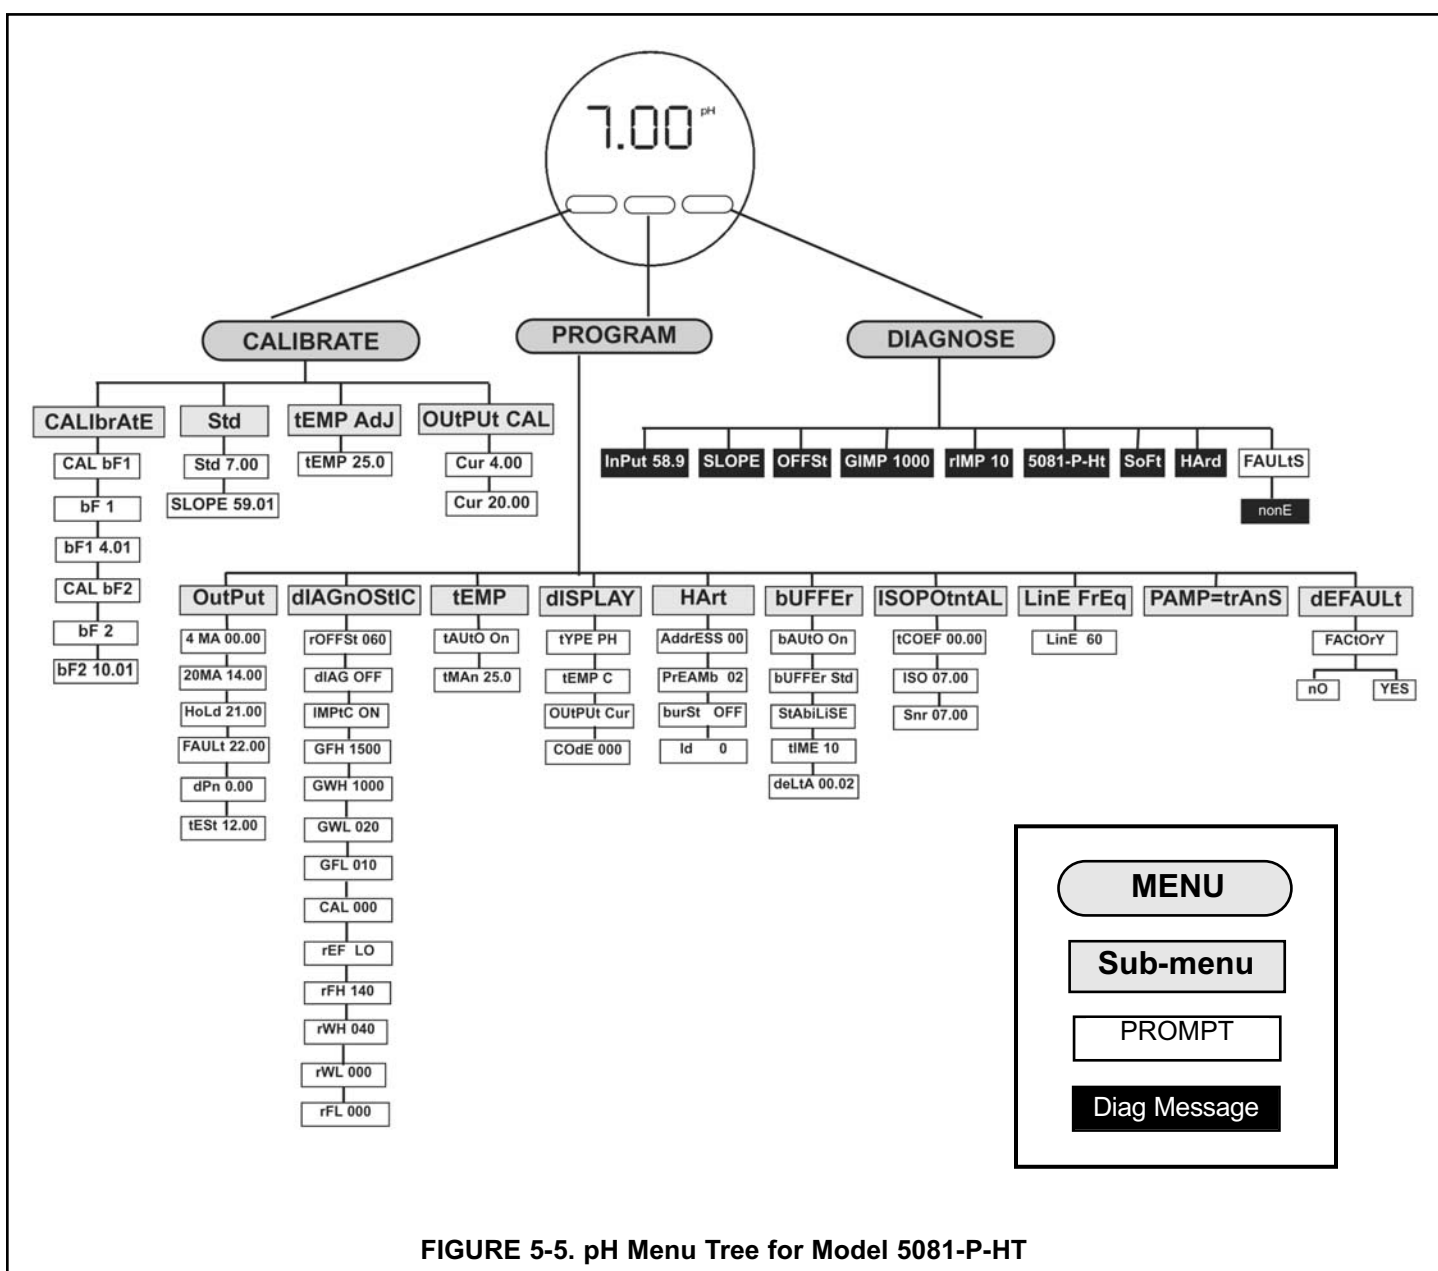 7.00 pH
CALIBRATE
PROGRAM
DIAGNOSE
CALIbrAtE
CAL bF1
bF 1
bF1 4.01
CAL bF2
bF 2
bF2 10.01
Std
Std 7.00
SLOPE 59.01
tEMP AdJ
tEMP 25.0
OUtPUt CAL
Cur 4.00
Cur 20.00
InPut 58.9
SLOPE
OFFSt
GIMP 1000
rIMP 10
5081-P-Ht
SoFt
HArd
FAULtS
nonE
OutPut
4 MA 00.00
20MA 14.00
HoLd 21.00
FAULt 22.00
dPn 0.00
tESt 12.00
dIAGnOStIC
rOFFSt 060
dIAG OFF
IMPtC ON
GFH 1500
GWH 1000
GWL 020
GFL 010
CAL 000
rEF LO
rFH 140
rWH 040
rWL 000
rFL 000
tEMP
tAUtO On
tMAn 25.0
dISPLAY
tYPE PH
tEMP C
OUtPUt Cur
COdE 000
HArt
AddrESS 00
PrEAMb 02
burSt OFF
Id 0
bUFFEr
bAUtO On
bUFFEr Std
StAbiLiSE
tIME 10
deLtA 00.02
ISOPOtntAL
tCOEF 00.00
ISO 07.00
Snr 07.00
LinE FrEq
LinE 60
PAMP=trAnS
dEFAULt
FACtOrY
nO
YES
MENU
Sub-menu
PROMPT
Diag Message
FIGURE 5-5. pH Menu Tree for Model 5081-P-HT